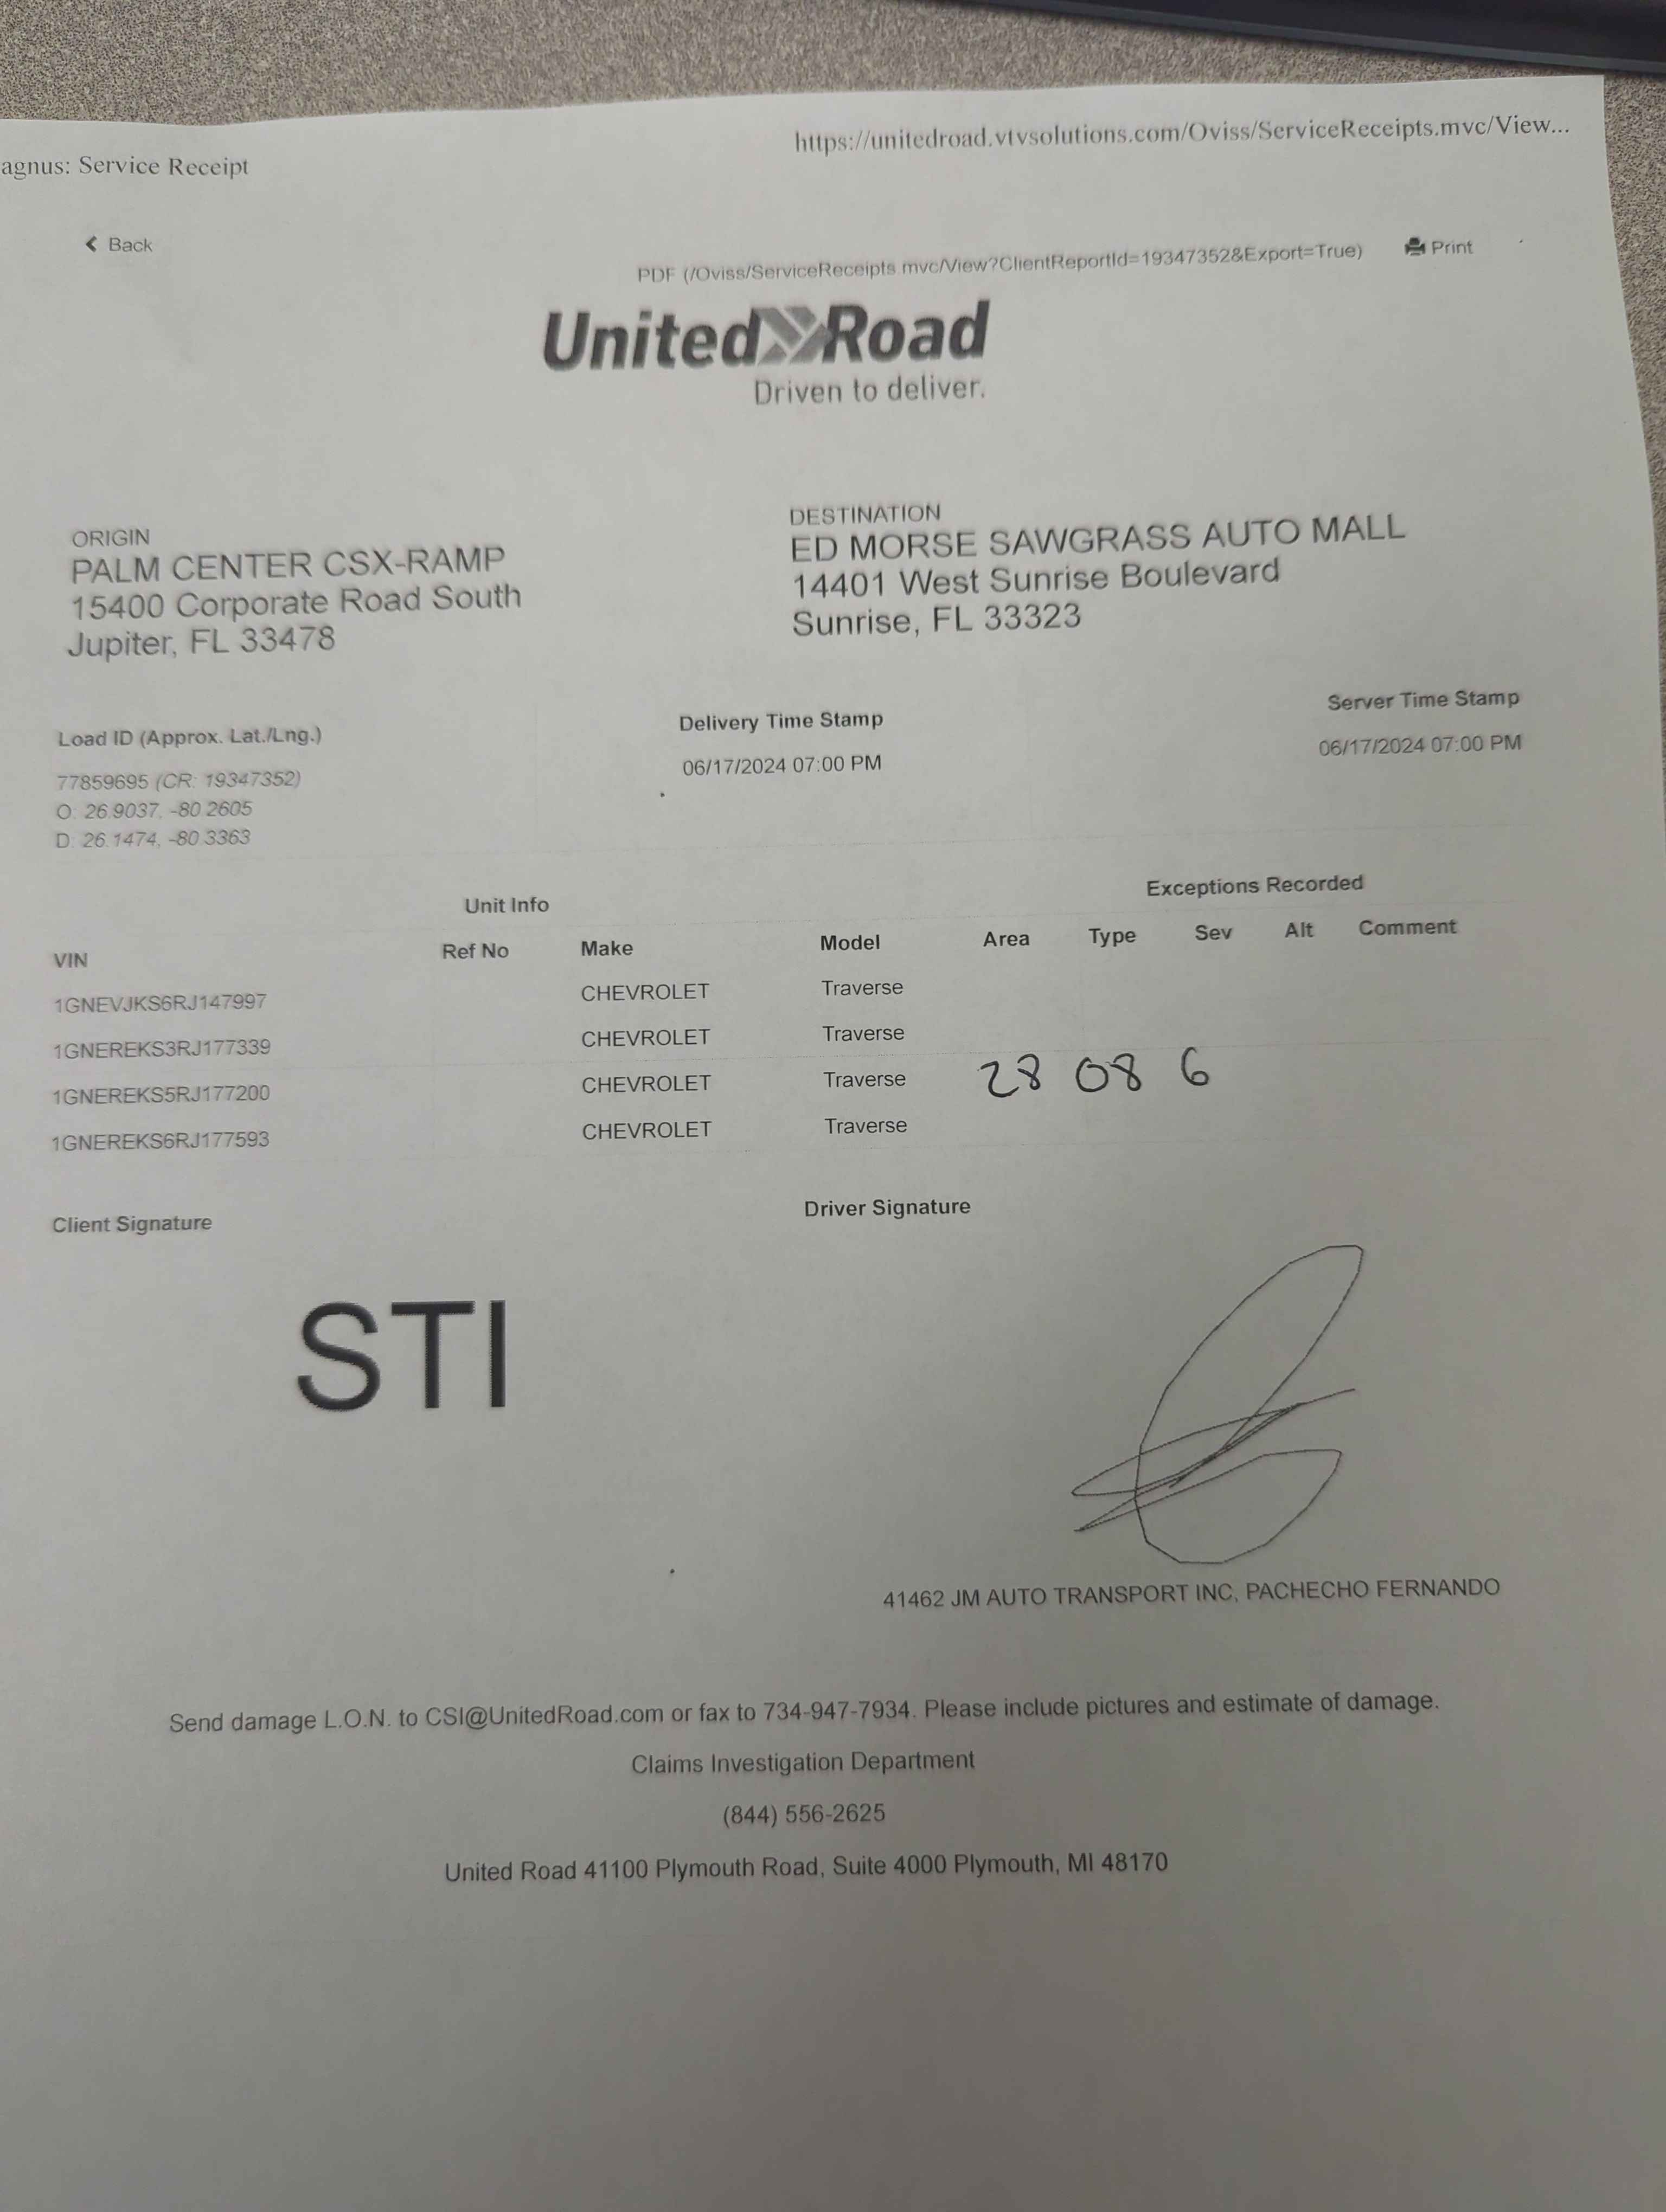 agnus: Service Receipt
https://unitedroad.vtvsolutions.com/Oviss/ServiceReceipts.mvc/View...
Back
PDF (/Oviss/ServiceReceipts.mvc/View?ClientReportId=19347352&Export=True)
Print
United Road
Driven to deliver.
ORIGIN
PALM CENTER CSX-RAMP
15400 Corporate Road South
Jupiter, FL 33478
DESTINATION
ED MORSE SAWGRASS AUTO MALL
14401 West Sunrise Boulevard
Sunrise, FL 33323
Load ID (Approx. Lat./Lng.)
77859695 (CR: 19347352)
O: 26.9037, -80.2605
D: 26.1474, -80.3363
Delivery Time Stamp
06/17/2024 07:00 PM
Server Time Stamp
06/17/2024 07:00 PM
Unit Info Exceptions Recorded
VIN Ref No Make Model Area Type Sev Alt Comment
1GNEVJKS6RJ147997 CHEVROLET Traverse
1GNEREKS3RJ177339 CHEVROLET Traverse
1GNEREKS5RJ177200 CHEVROLET Traverse 28 08 6
1GNEREKS6RJ177593 CHEVROLET Traverse
Client Signature
Driver Signature
STI
41462 JM AUTO TRANSPORT INC, PACHECHO FERNANDO
Send damage L.O.N. to CSI@UnitedRoad.com or fax to 734-947-7934. Please include pictures and estimate of damage.
Claims Investigation Department
(844) 556-2625
United Road 41100 Plymouth Road, Suite 4000 Plymouth, MI 48170